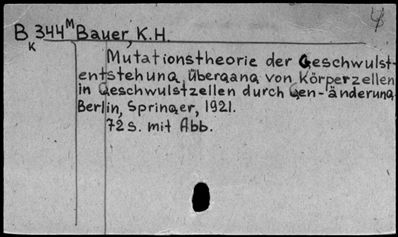 B 344 M Bauer, K.H.
K
Mutationstheorie der Geschwulst-
entstehung, Übergang von Körperzellen
in Geschwulstzellen durch Gen-änderung
Berlin, Springer, 1921.
72 S. mit Abb.